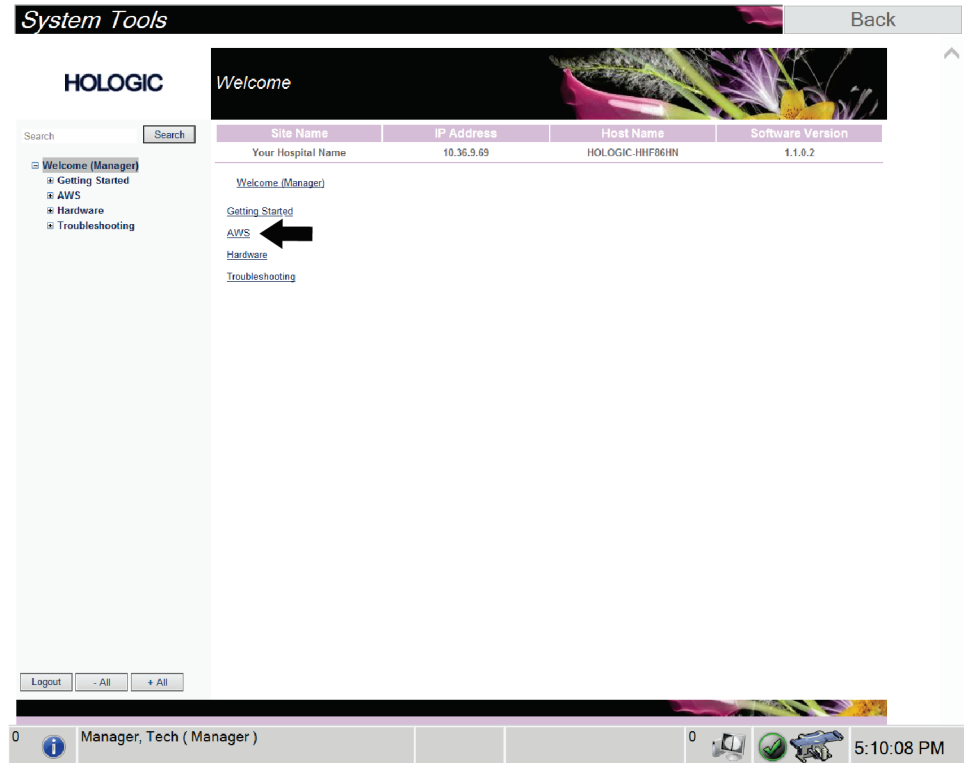 System Tools
Back
HOLOGIC
Welcome
Search
Search
Site Name IP Address Host Name Software Version
Your Hospital Name 10.36.9.69 HOLOGIC-HHF86HN 1.1.0.2
Welcome (Manager)
Getting Started
AWS
Hardware
Troubleshooting
Welcome (Manager)
Getting Started
AWS
Hardware
Troubleshooting
Logout - All + All
0 Manager, Tech ( Manager ) 0 5:10:08 PM